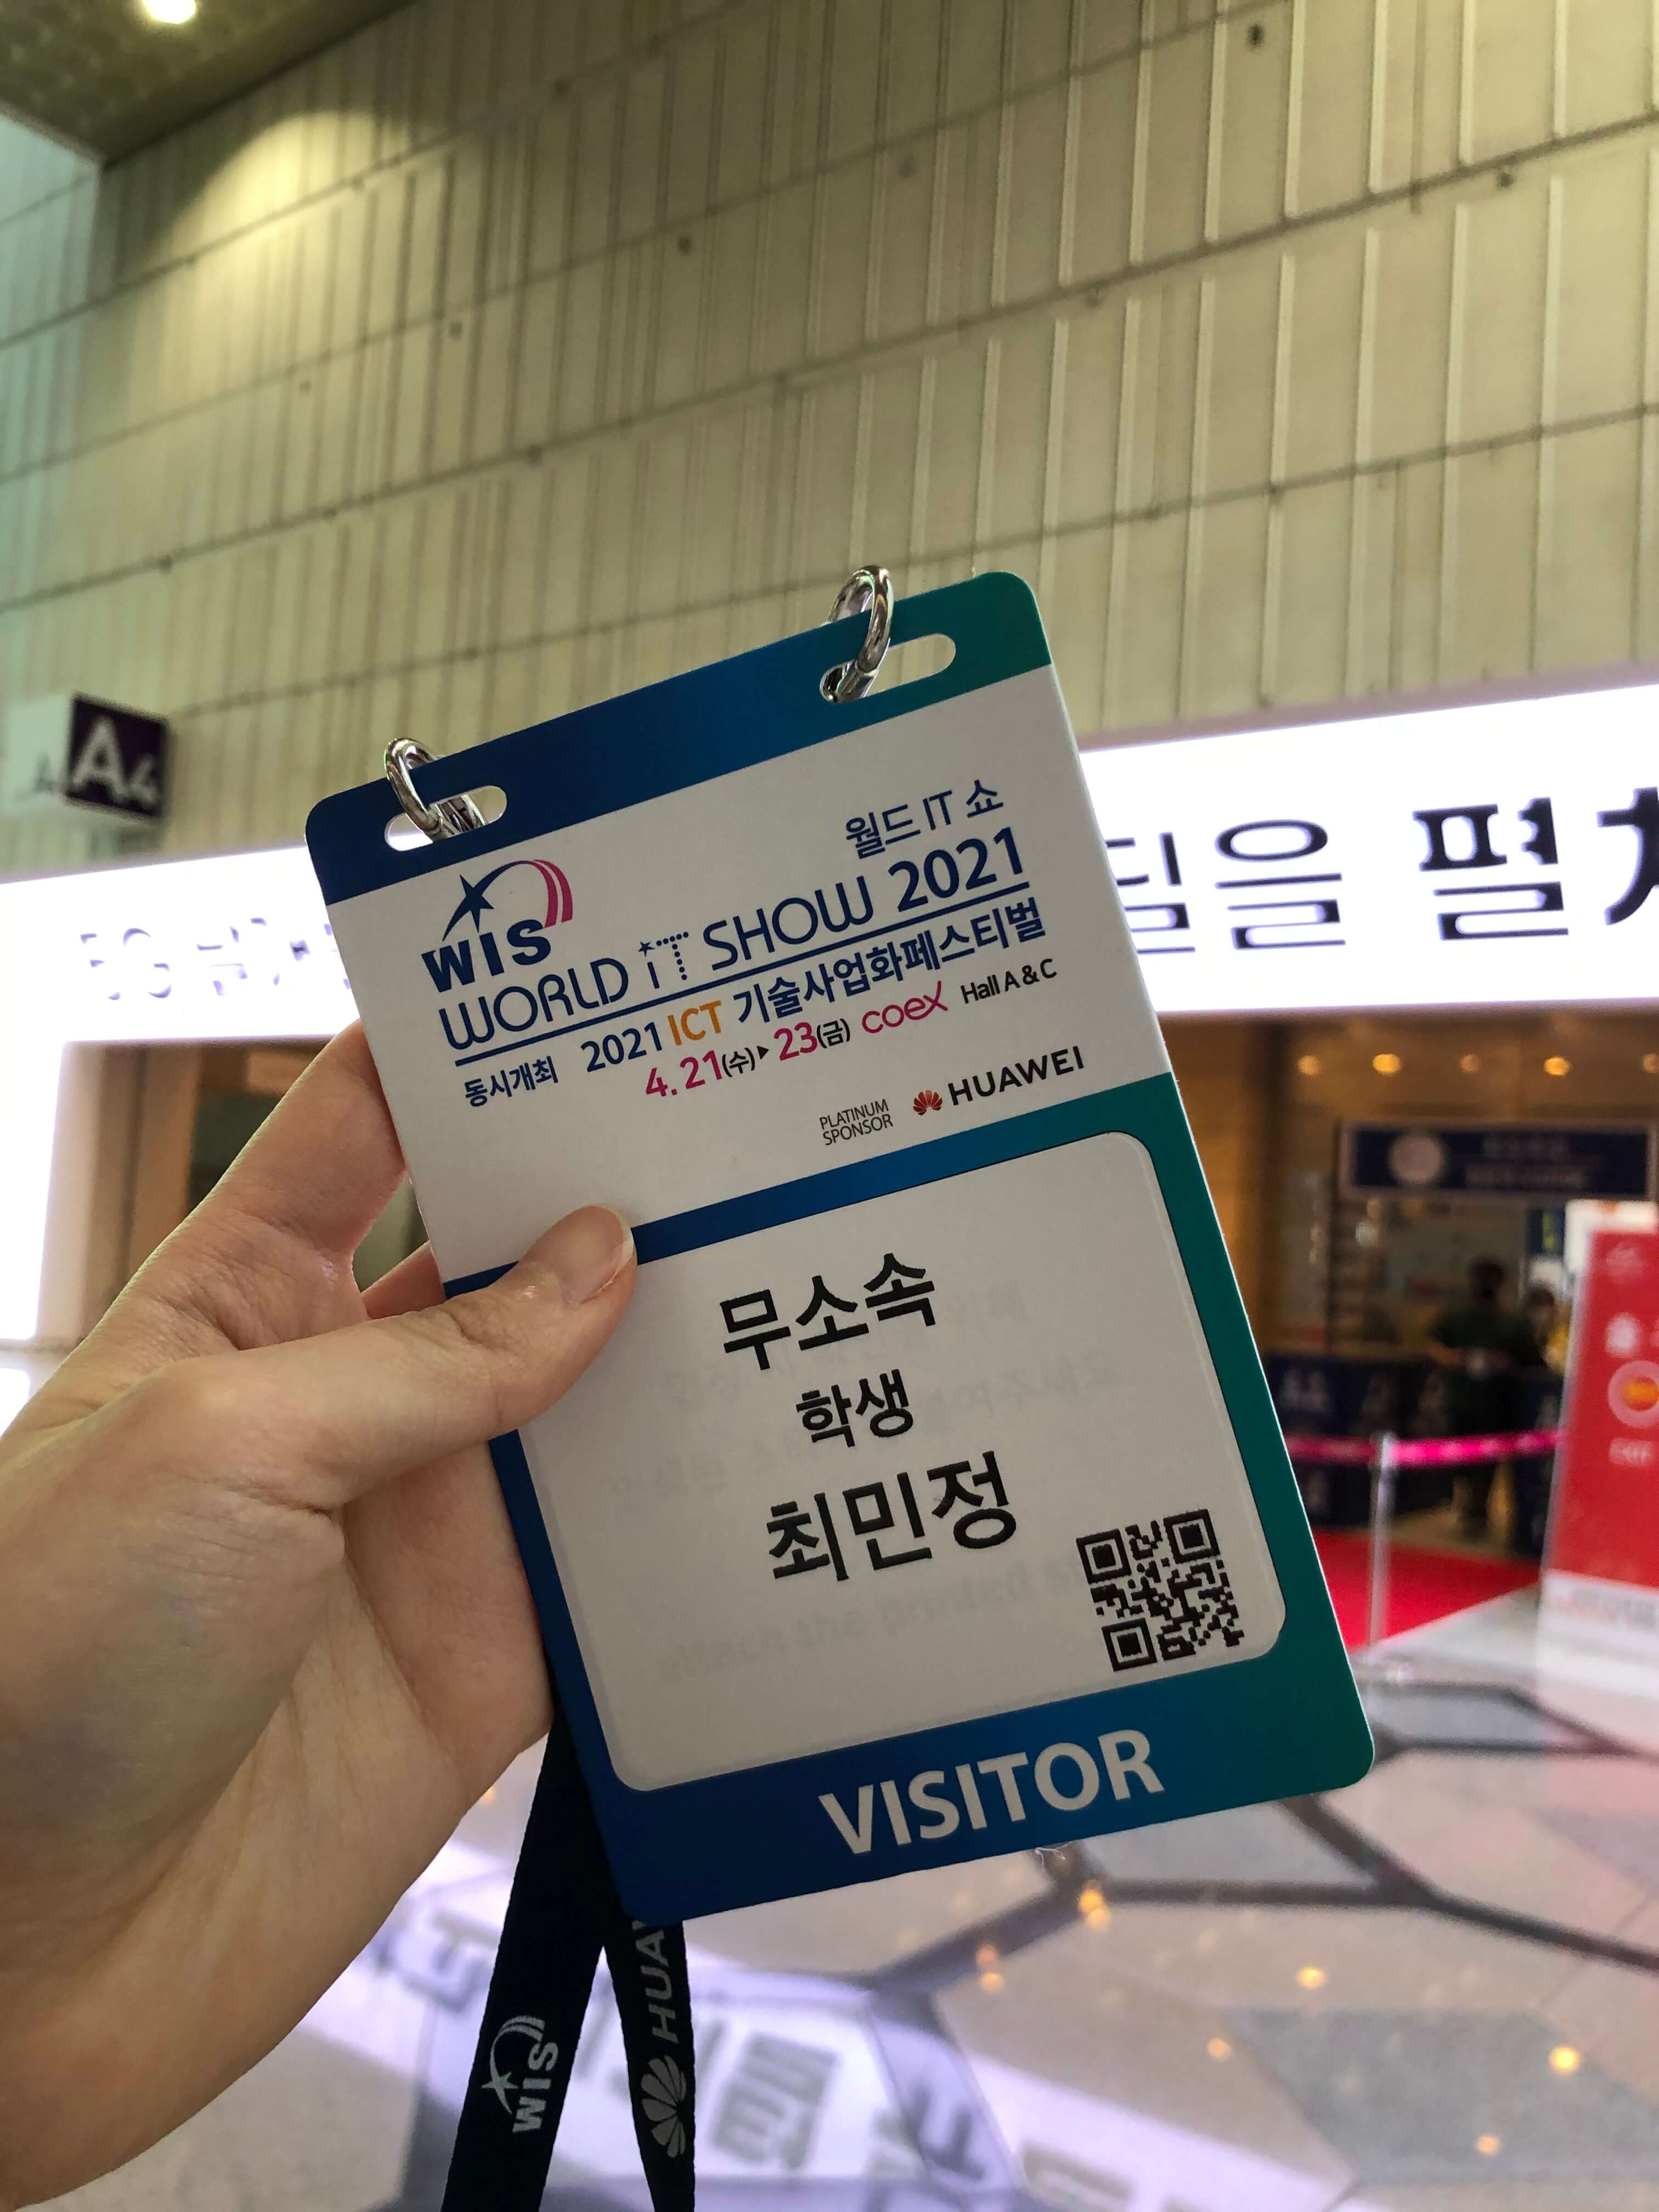 A4
월드 IT 쇼
WIS
WORLD IT SHOW 2021
동시개최 2021 ICT 기술사업화페스티벌
4. 21(수)▸23(금) coex Hall A & C
PLATINUM
SPONSOR
HUAWEI
을 펼
무소속
학생
최민정
VISITOR
WIS
HUAW